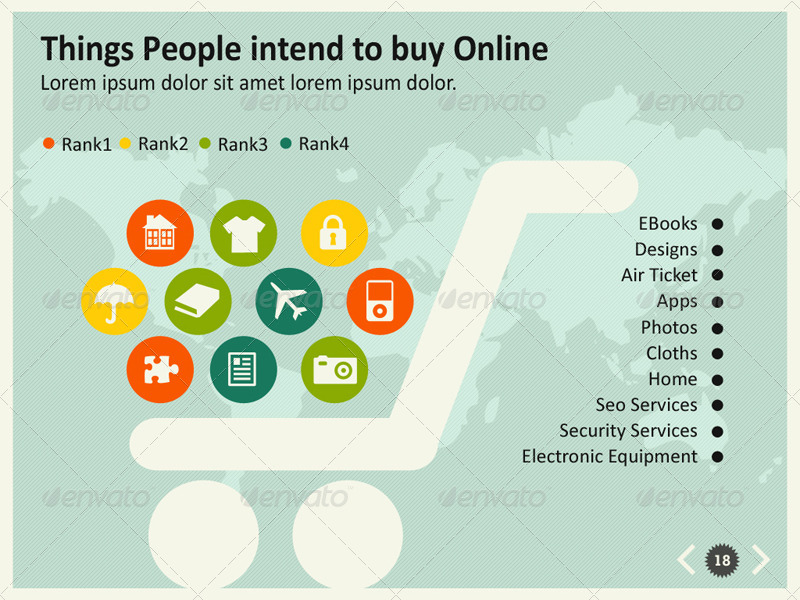 Things People intend to buy Online
Lorem ipsum dolor sit amet lorem ipsum dolor.
envato envato envato envato
Rank1 Rank2 Rank3 Rank4
EBooks
Designs
Air Ticket
envato envato envato envato
Apps
Photos
Cloths
Home
Seo Services
Security Services
Electronic Equipment
envato envato envato envato
18